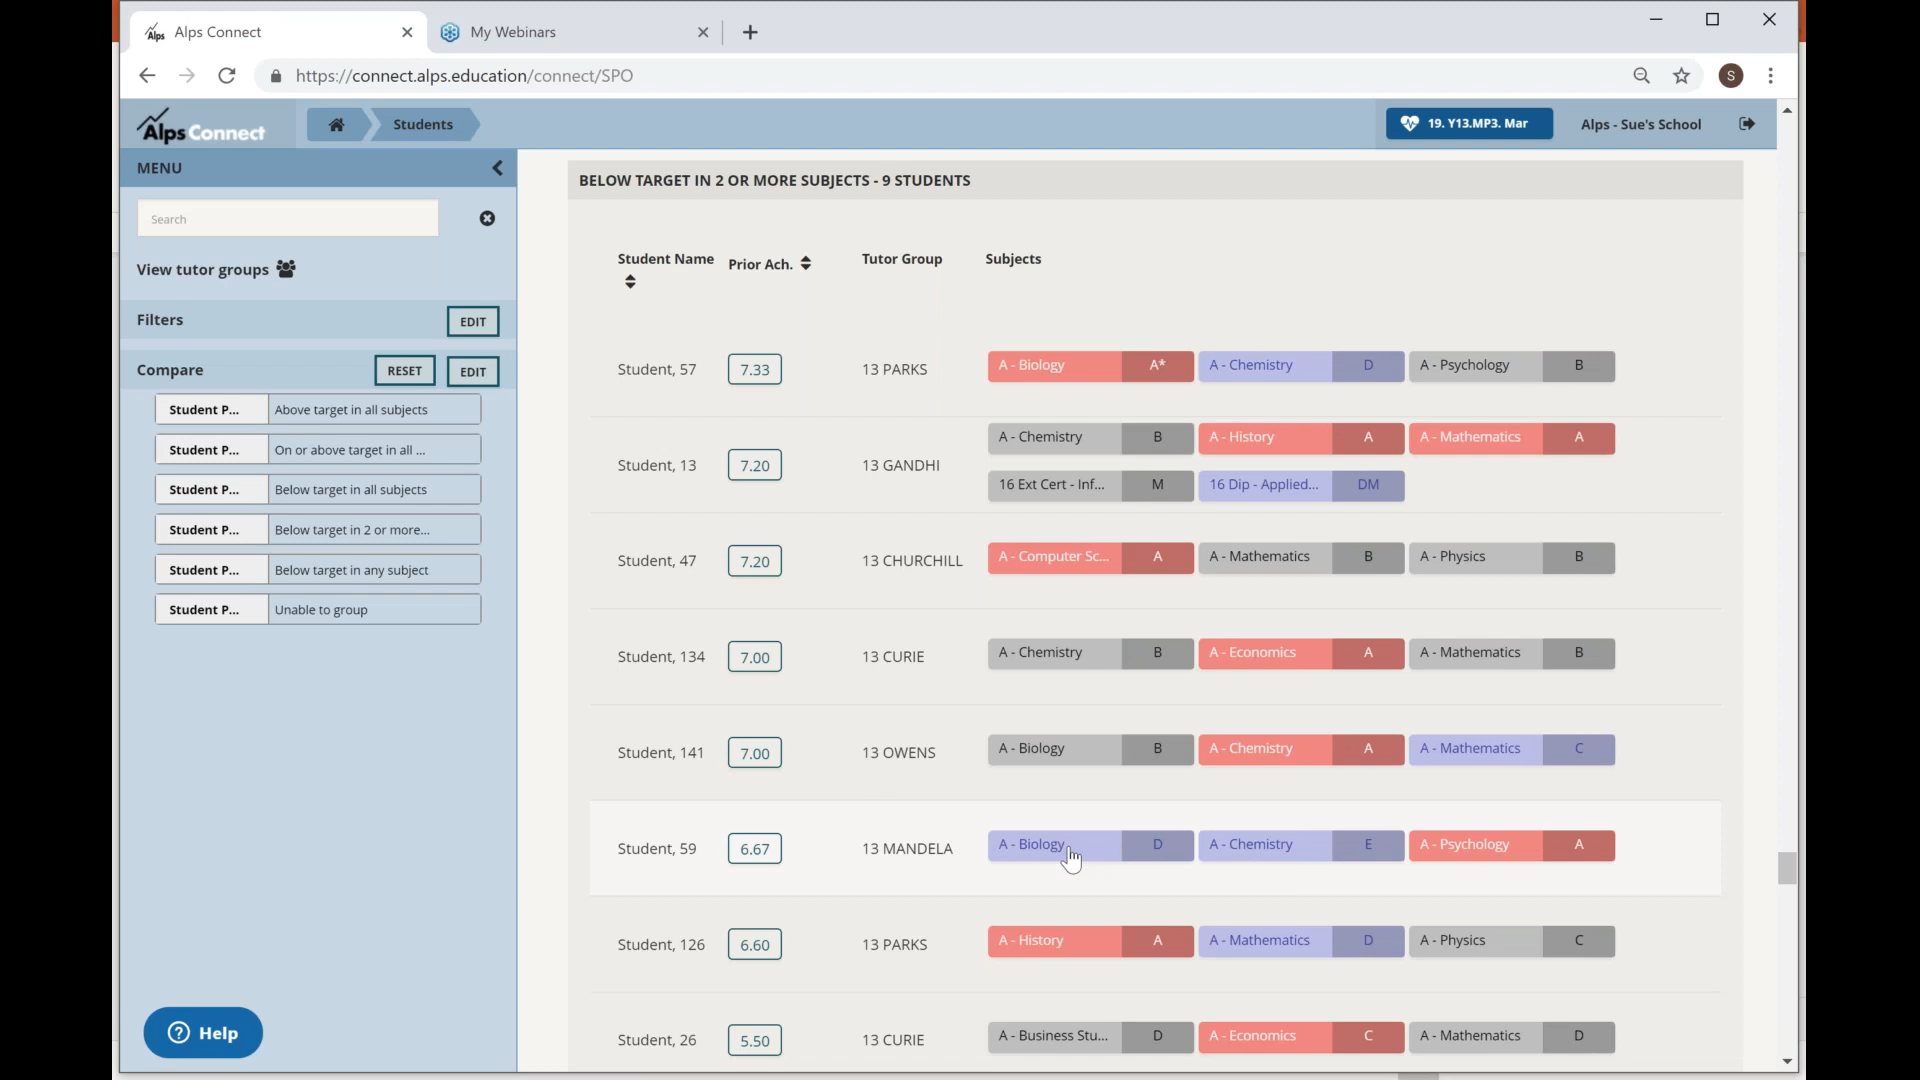 Alps Connect
My Webinars
https://connect.alps.education/connect/SPO
S
Alps Connect
Students
19. Y13.MP3. Mar
Alps - Sue's School
MENU
Search
View tutor groups
Filters
EDIT
Compare
RESET
EDIT
Student P... Above target in all subjects
Student P... On or above target in all ...
Student P... Below target in all subjects
Student P... Below target in 2 or more...
Student P... Below target in any subject
Student P... Unable to group
Help
BELOW TARGET IN 2 OR MORE SUBJECTS - 9 STUDENTS
Student Name Prior Ach. Tutor Group Subjects
Student, 57 7.33 13 PARKS A - Biology A* A - Chemistry D A - Psychology B
Student, 13 7.20 13 GANDHI A - Chemistry B A - History A A - Mathematics A
16 Ext Cert - Inf... M 16 Dip - Applied... DM
Student, 47 7.20 13 CHURCHILL A - Computer Sc... A A - Mathematics B A - Physics B
Student, 134 7.00 13 CURIE A - Chemistry B A - Economics A A - Mathematics B
Student, 141 7.00 13 OWENS A - Biology B A - Chemistry A A - Mathematics C
Student, 59 6.67 13 MANDELA A - Biology D A - Chemistry E A - Psychology A
Student, 126 6.60 13 PARKS A - History A A - Mathematics D A - Physics C
Student, 26 5.50 13 CURIE A - Business Stu... D A - Economics C A - Mathematics D